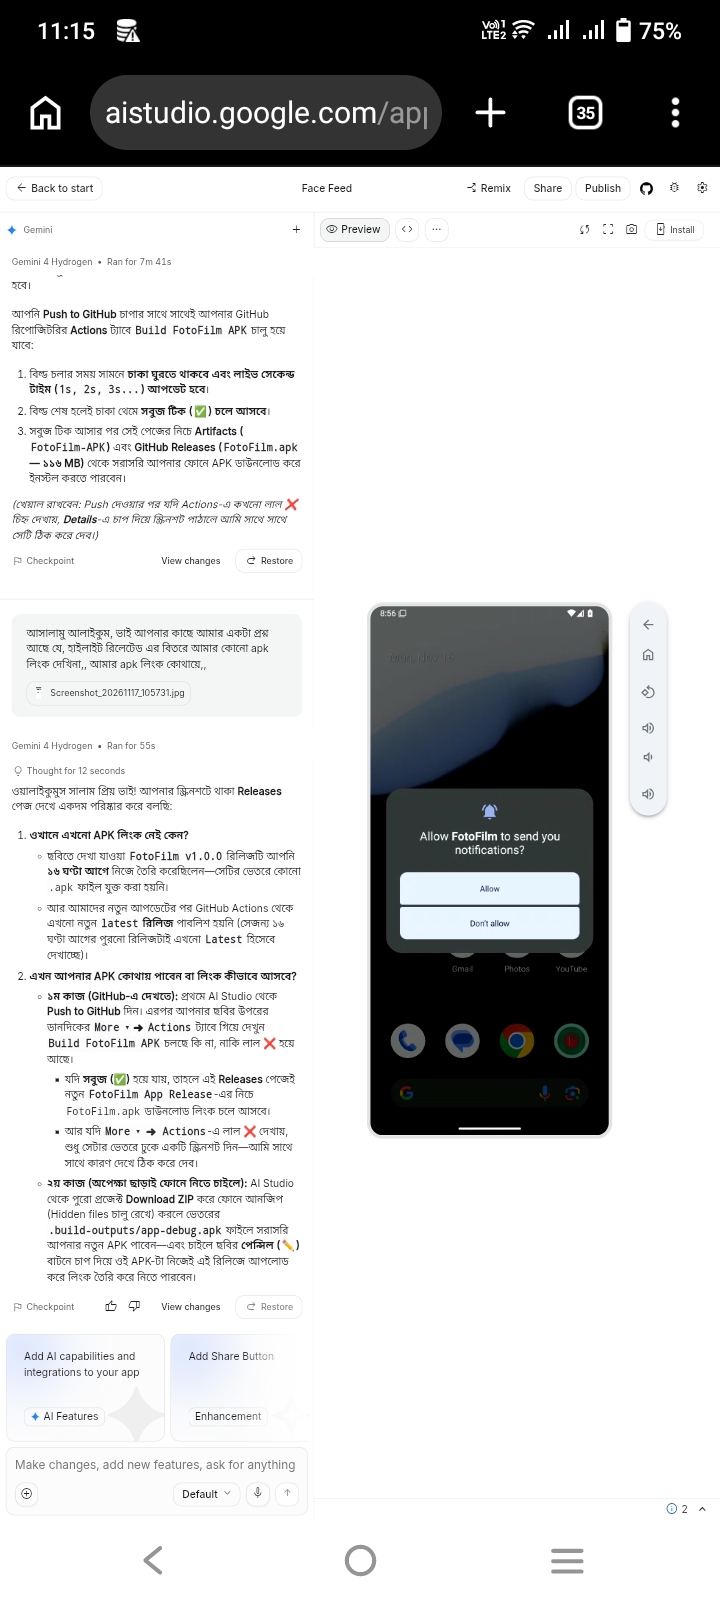 11:15
Vol)1 LTE2
75%
aistudio.google.com/app
35
Back to start
Face Feed
Remix
Share
Publish
Gemini
Preview
Install
Gemini 4 Hydrogen • Ran for 7m 41s
হবে।
আপনি Push to GitHub চাপার সাথে সাথেই আপনার GitHub
রিপোজিটরির Actions ট্যাবে Build FotoFilm APK চালু হয়ে
যাবে:
1. বিল্ড চলার সময় সামনে চাকা ঘুরতে থাকবে এবং লাইভ সেকেন্ড
টাইম (1s, 2s, 3s...) আপডেট হবে।
2. বিল্ড শেষ হলেই চাকা থেমে সবুজ টিক (✅) চলে আসবে।
3. সবুজ টিক আসার পর সেই পেজের নিচে Artifacts (
FotoFilm-APK) এবং GitHub Releases (FotoFilm.apk
— ১১৬ MB) থেকে সরাসরি আপনার ফোনে APK ডাউনলোড করে
ইনস্টল করতে পারবেন।
(খেয়াল রাখবেন: Push দেওয়ার পর যদি Actions-এ কখনো লাল ❌
চিহ্ন দেখায়, Details-এ চাপ দিয়ে স্ক্রিনশট পাঠালে আমি সাথে সাথে
সেটি ঠিক করে দেব।)
Checkpoint
View changes
Restore
আসালামু আলাইকুম, ভাই আপনার কাছে আমার একটা প্রশ্ন
আছে যে, হাইলাইট রিলেটেড এর বিতরে আমার কোনো apk
লিংক দেখিনা,, আমার apk লিংক কোথায়ে,,
Screenshot_20261117_105731.jpg
Gemini 4 Hydrogen • Ran for 55s
Thought for 12 seconds
ওয়ালাইকুমুস সালাম প্রিয় ভাই! আপনার স্ক্রিনশটে থাকা Releases
পেজ দেখে একদম পরিষ্কার করে বলছি:
1. ওখানে এখনো APK লিংক নেই কেন?
◦ ছবিতে দেখা যাওয়া FotoFilm v1.0.0 রিলিজটি আপনি
১৬ ঘণ্টা আগে নিজে তৈরি করেছিলেন—সেটির ভেতরে কোনো
.apk ফাইল যুক্ত করা হয়নি।
◦ আর আমাদের নতুন আপডেটের পর GitHub Actions থেকে
এখনো নতুন latest রিলিজ পাবলিশ হয়নি (সেজন্য ১৬
ঘণ্টা আগের পুরনো রিলিজটাই এখনো Latest হিসেবে
দেখাচ্ছে)।
2. এখন আপনার APK কোথায় পাবেন বা লিংক কীভাবে আসবে?
◦ ১ম কাজ (GitHub-এ দেখতে): প্রথমে AI Studio থেকে
Push to GitHub দিন। এরপর আপনার ছবির উপরের
ডানদিকের More ▾ ➔ Actions ট্যাবে গিয়ে দেখুন
Build FotoFilm APK চলছে কি না, নাকি লাল ❌ হয়ে
আছে।
▪ যদি সবুজ (✅) হয়ে যায়, তাহলে এই Releases পেজেই
নতুন FotoFilm App Release-এর নিচে
FotoFilm.apk ডাউনলোড লিংক চলে আসবে।
▪ আর যদি More ▾ ➔ Actions-এ লাল ❌ দেখায়,
শুধু সেটার ভেতরে ঢুকে একটি স্ক্রিনশট দিন—আমি সাথে
সাথে কারণ দেখে ঠিক করে দেব।
◦ ২য় কাজ (অপেক্ষা ছাড়াই ফোনে নিতে চাইলে): AI Studio
থেকে পুরো প্রজেক্ট Download ZIP করে ফোনে আনজিপ
(Hidden files চালু রেখে) করলে ভেতরের
.build-outputs/app-debug.apk ফাইলে সরাসরি
আপনার নতুন APK পাবেন—এবং চাইলে ছবির পেন্সিল (✏️)
বাটনে চাপ দিয়ে ওই APK-টা নিজেই এই রিলিজে আপলোড
করে লিংক তৈরি করে নিতে পারবেন।
Checkpoint
View changes
Restore
Add AI capabilities and
integrations to your app
AI Features
Add Share Button
Enhancement
Make changes, add new features, ask for anything
Default
8:56
Allow FotoFilm to send you
notifications?
Allow
Don't allow
Gmail
Photos
YouTube
2